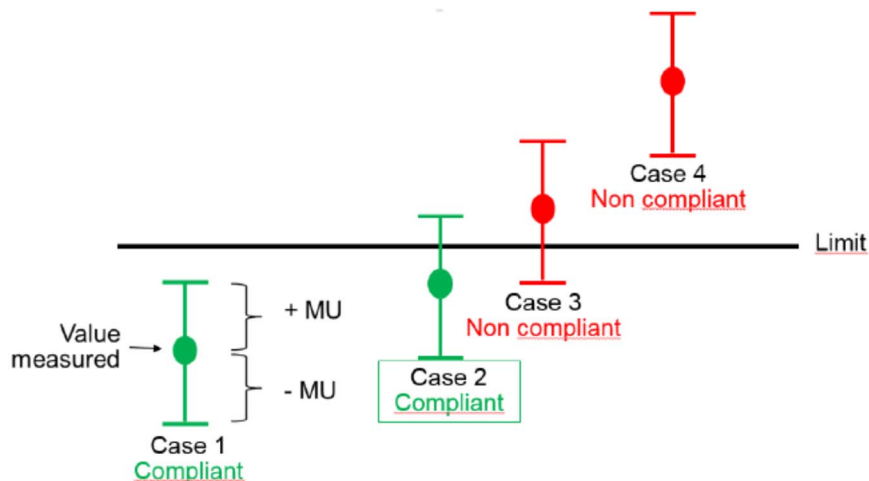 Case 4
Non compliant
Limit
Case 3
Non compliant
+ MU
Value
measured
- MU
Case 2
Compliant
Case 1
Compliant